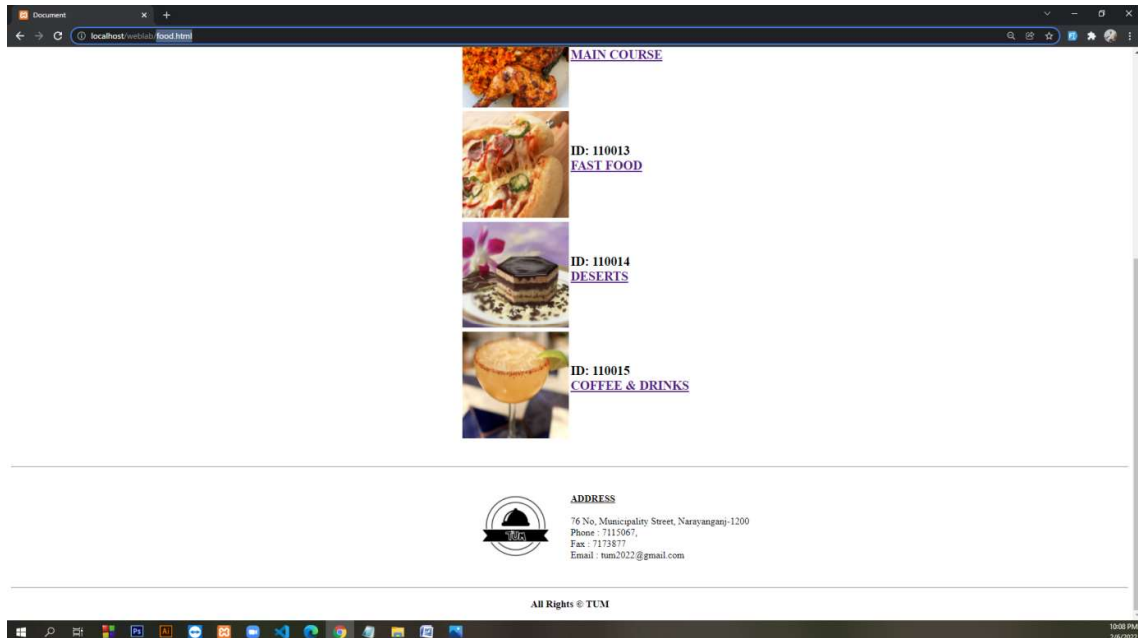 Document
localhost/weblab/food.html
MAIN COURSE
ID: 110013
FAST FOOD
ID: 110014
DESERTS
ID: 110015
COFFEE & DRINKS
TUM
ADDRESS
76 No, Municipality Street, Narayanganj-1200
Phone : 7115067,
Fax : 7173877
Email : tum2022@gmail.com
All Rights © TUM
Ps
Ai
10:08 PM